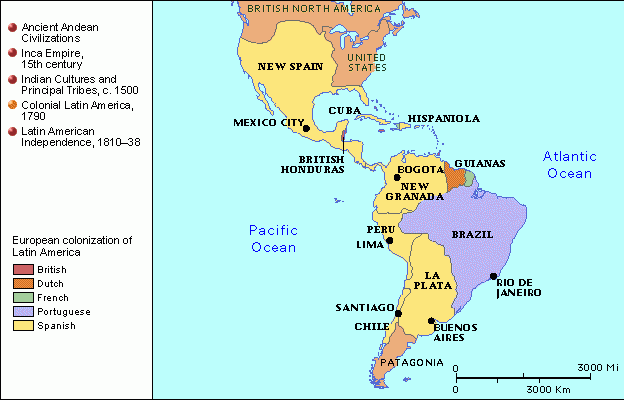 Ancient Andean
Civilizations
Inca Empire,
15th century
Indian Cultures and
Principal Tribes, c. 1500
Colonial Latin America,
1790
Latin American
Independence, 1810–38
European colonization of
Latin America
British
Dutch
French
Portuguese
Spanish
BRITISH NORTH AMERICA
UNITED
STATES
NEW SPAIN
CUBA
HISPANIOLA
MEXICO CITY
BRITISH
HONDURAS
GUIANAS
BOGOTA
NEW
GRANADA
Atlantic
Ocean
Pacific
Ocean
PERU
LIMA
BRAZIL
LA
PLATA
RIO DE
JANEIRO
SANTIAGO
CHILE
BUENOS
AIRES
PATAGONIA
0 3000 Mi
0 3000 Km